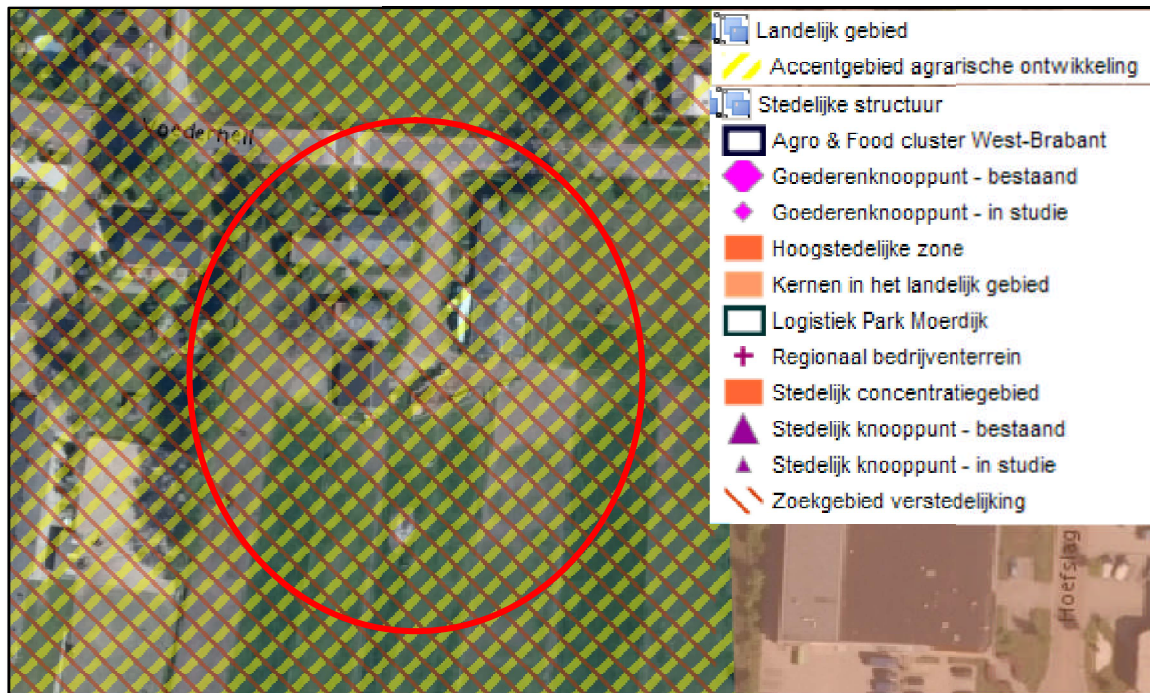 Landelijk gebied
Accentgebied agrarische ontwikkeling
Stedelijke structuur
Agro & Food cluster West-Brabant
Goederenknooppunt - bestaand
Goederenknooppunt - in studie
Hoogstedelijke zone
Kernen in het landelijk gebied
Logistiek Park Moerdijk
Regionaal bedrijventerrein
Stedelijk concentratiegebied
Stedelijk knooppunt - bestaand
Stedelijk knooppunt - in studie
Zoekgebied verstedelijking
Hoefslag